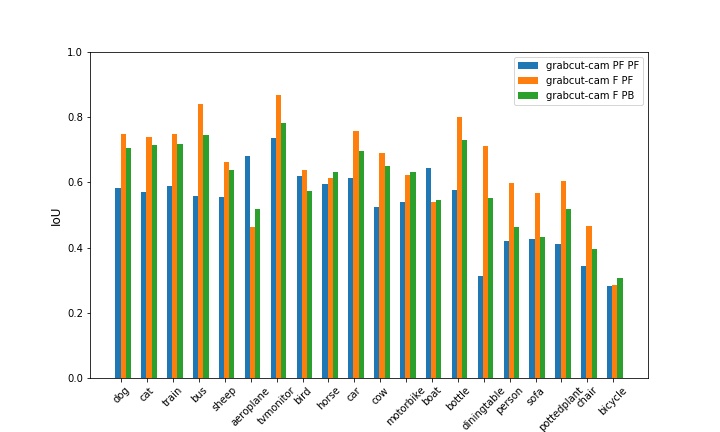 grabcut-cam PF PF
grabcut-cam F PF
grabcut-cam F PB
IoU
1.0
0.8
0.6
0.4
0.2
0.0
dog
cat
train
bus
sheep
aeroplane
tvmonitor
bird
horse
car
cow
motorbike
boat
bottle
diningtable
person
sofa
pottedplant
chair
bicycle